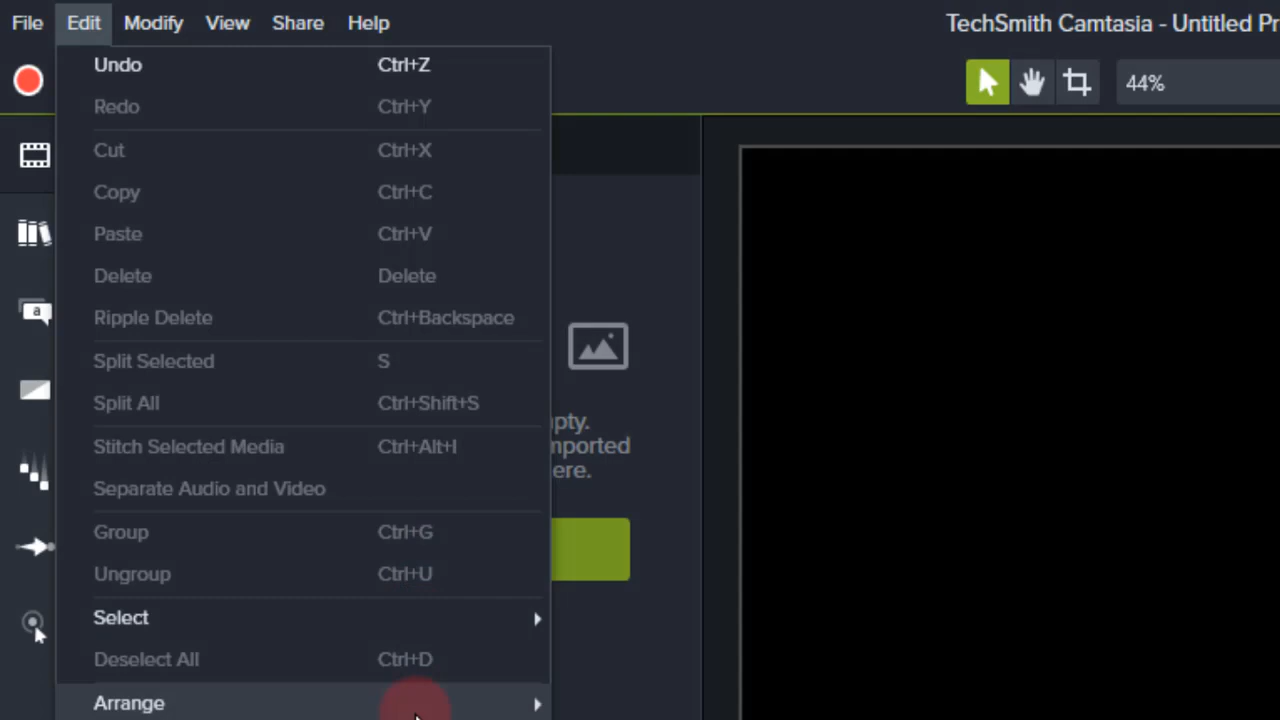 File Edit Modify View Share Help
TechSmith Camtasia - Untitled Pr
44%
Undo Ctrl+Z
Redo Ctrl+Y
Cut Ctrl+X
Copy Ctrl+C
Paste Ctrl+V
Delete Delete
Ripple Delete Ctrl+Backspace
Split Selected S
Split All Ctrl+Shift+S
Stitch Selected Media Ctrl+Alt+I
Separate Audio and Video
Group Ctrl+G
Ungroup Ctrl+U
Select
Deselect All Ctrl+D
Arrange
a
pty.
mported
ere.